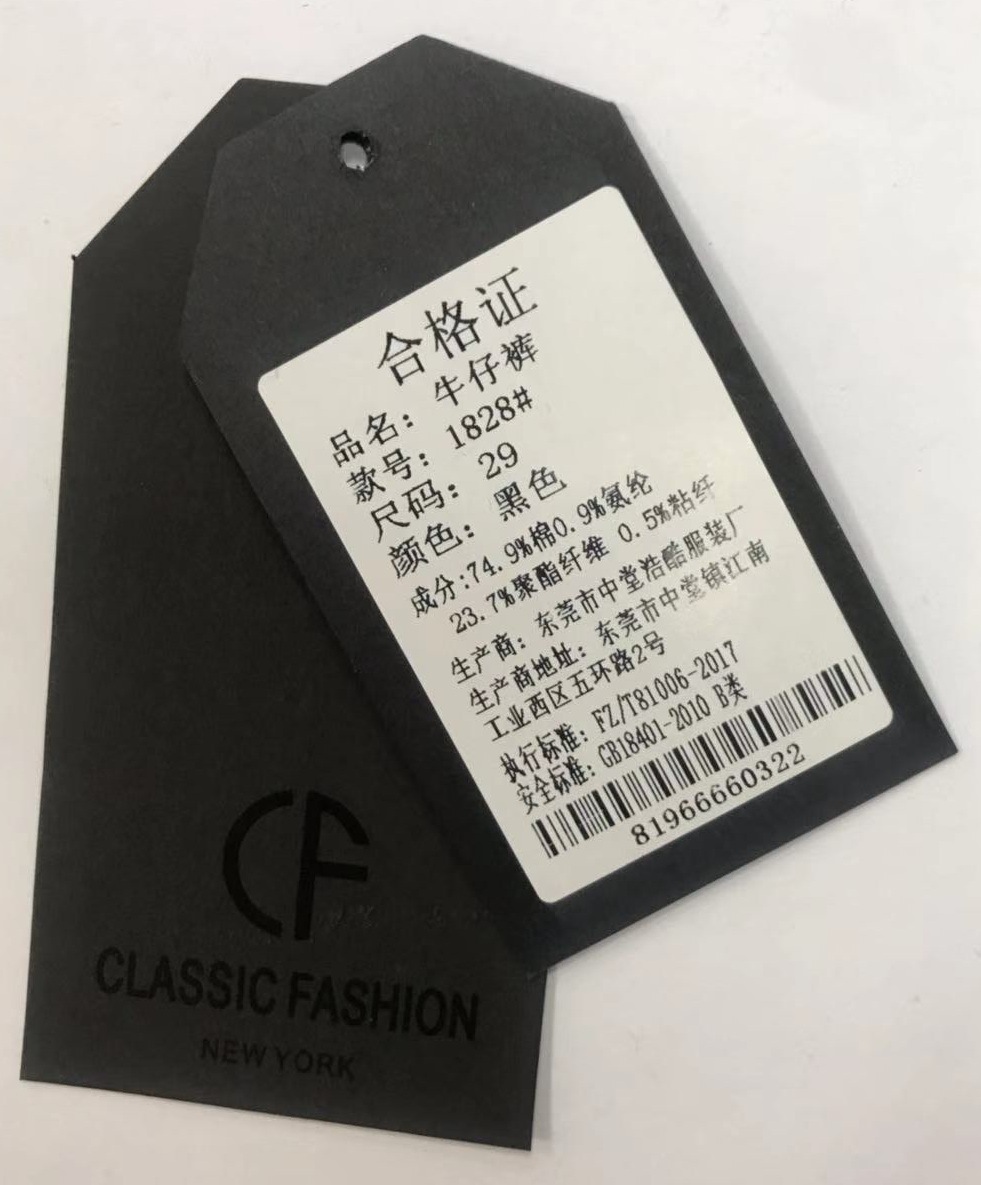 合格证
品名: 牛仔裤
款号: 1828#
尺码: 29
颜色: 黑色
成分:74.9%棉0.9%氨纶
23.7%聚酯纤维 0.5%粘纤
生产商: 东莞市中堂浩酷服装厂
生产商地址: 东莞市中堂镇江南
工业西区五环路2号
执行标准: FZ/T81006-2017
安全标准: GB18401-2010 B类
81966660322
CF
CLASSIC FASHION
NEW YORK